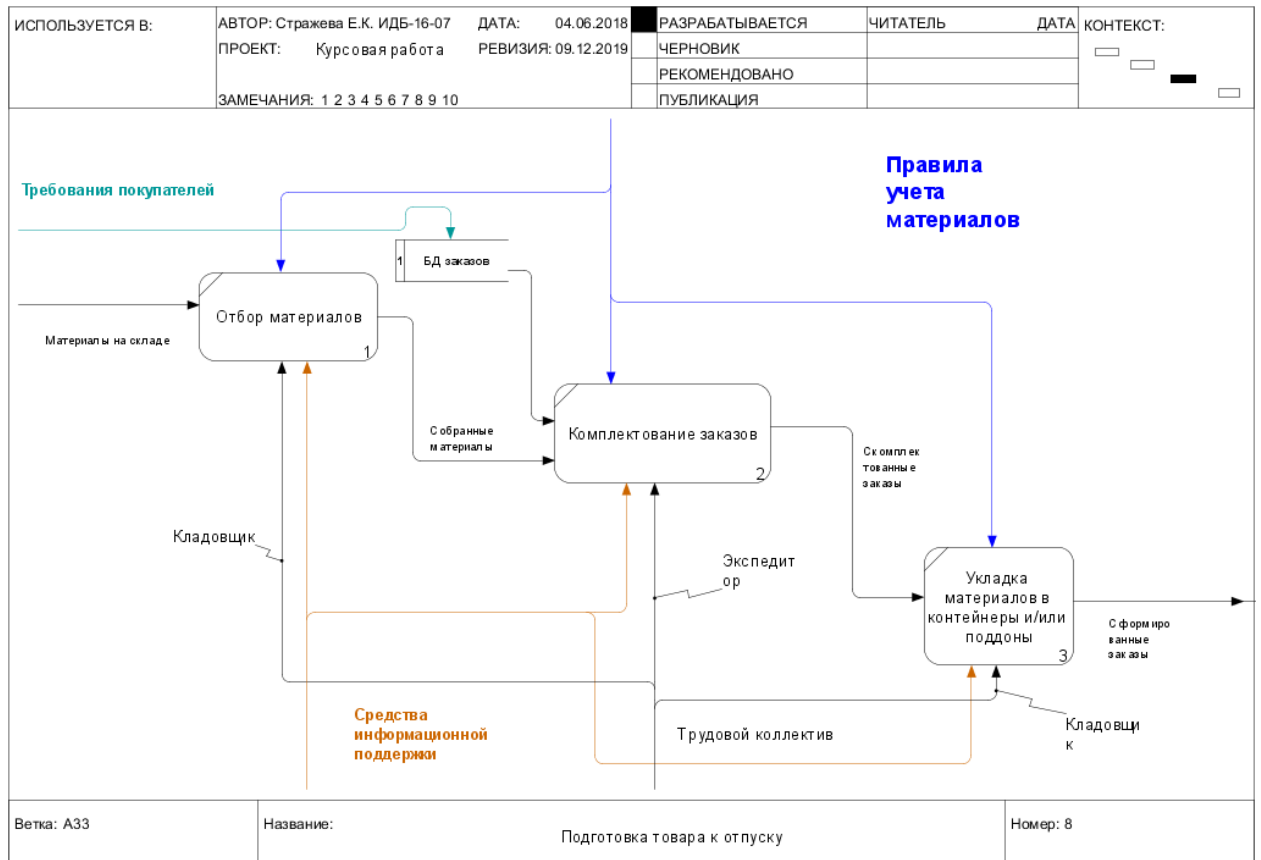 ИСПОЛЬЗУЕТСЯ В:
АВТОР: Стражева Е.К. ИДБ-16-07
ДАТА: 04.06.2018
ПРОЕКТ: Курсовая работа
РЕВИЗИЯ: 09.12.2019
ЗАМЕЧАНИЯ: 1 2 3 4 5 6 7 8 9 10
РАЗРАБАТЫВАЕТСЯ
ЧЕРНОВИК
РЕКОМЕНДОВАНО
ПУБЛИКАЦИЯ
ЧИТАТЕЛЬ
ДАТА
КОНТЕКСТ:
Правила
учета
материалов
Требования покупателей
1 БД заказов
Отбор материалов
1
Материалы на складе
Собранные
материалы
Комплектование заказов
2
Скомплек
тованные
заказы
Кладовщик
Экспедит
ор
Укладка
материалов в
контейнеры и/или
поддоны
3
Сформиро
ванные
заказы
Средства
информационной
поддержки
Трудовой коллектив
Кладовщи
к
Ветка: A33
Название:
Подготовка товара к отпуску
Номер: 8